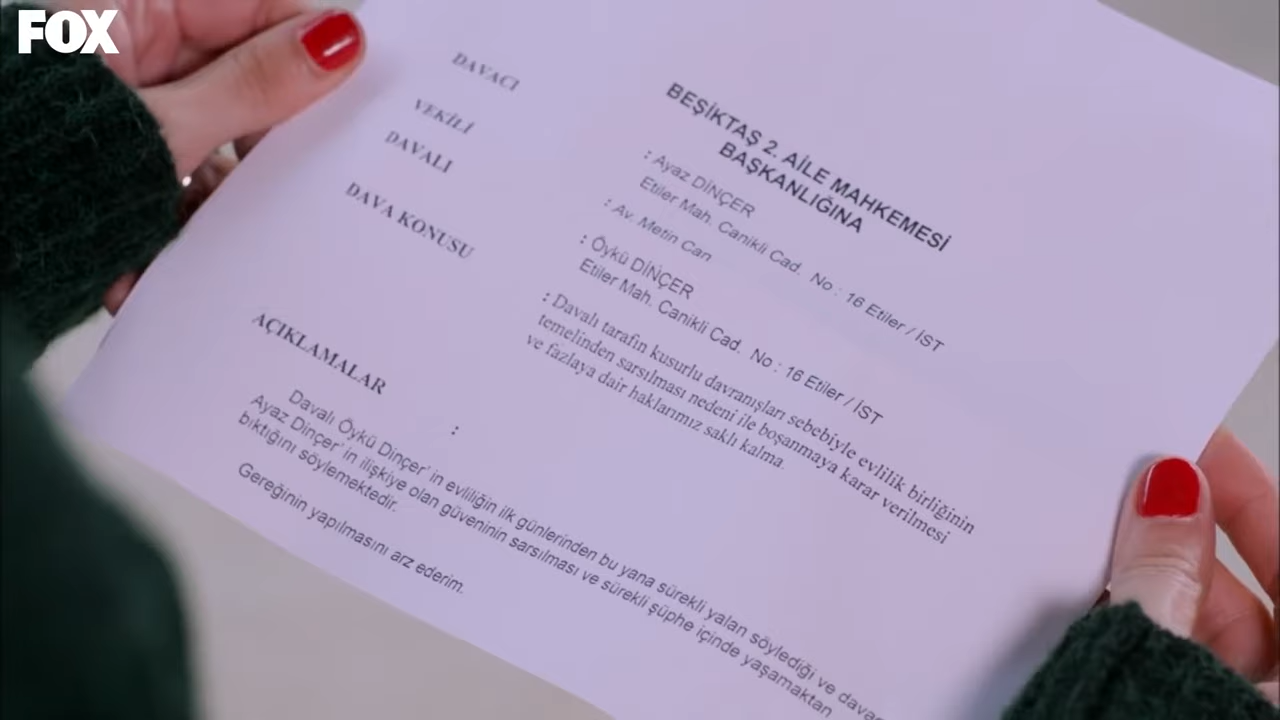 FOX
BEŞİKTAŞ 2. AİLE MAHKEMESİ
BAŞKANLIĞINA
DAVACI : Ayaz DİNÇER
Etiler Mah. Canikli Cad. No : 16 Etiler / İST
VEKİLİ : Av. Metin Can
DAVALI : Öykü DİNÇER
Etiler Mah. Canikli Cad. No : 16 Etiler / İST
DAVA KONUSU : Davalı tarafın kusurlu davranışları sebebiyle evlilik birliğinin
temelinden sarsılması nedeni ile boşanmaya karar verilmesi
ve fazlaya dair haklarımız saklı kalma.
AÇIKLAMALAR :
Davalı Öykü Dinçer' in evliliğin ilk günlerinden bu yana sürekli yalan söylediği ve
Ayaz Dinçer' in ilişkiye olan güveninin sarsılması ve sürekli şüphe içinde yaşamaktan
bıktığını söylemektedir.
Gereğinin yapılmasını arz ederim.